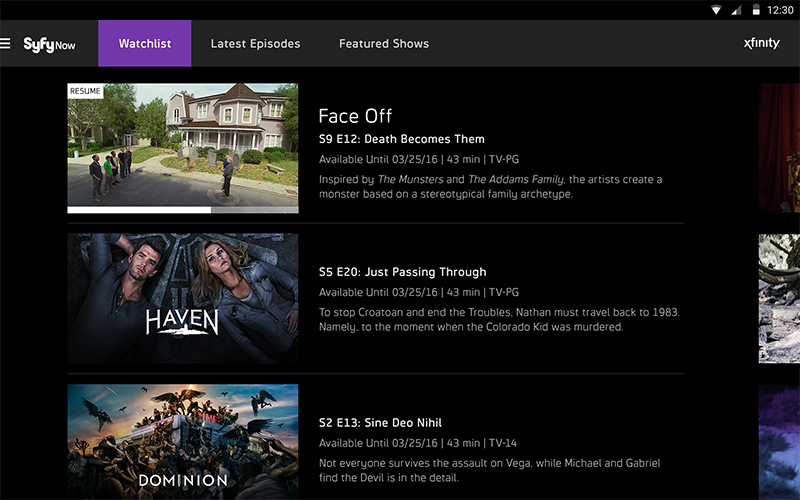 12:30
SyfyNow
Watchlist
Latest Episodes
Featured Shows
xfinity
RESUME
Face Off
S9 E12: Death Becomes Them
Available Until 03/25/16 | 43 min | TV-PG
Inspired by The Munsters and The Addams Family, the artists create a
monster based on a stereotypical family archetype.
HAVEN
S5 E20: Just Passing Through
Available Until 03/25/16 | 43 min | TV-PG
To stop Croatoan and end the Troubles, Nathan must travel back to 1983.
Namely, to the moment when the Colorado Kid was murdered.
DOMINION
S2 E13: Sine Deo Nihil
Available Until 03/25/16 | 43 min | TV-14
Not everyone survives the assault on Vega, while Michael and Gabriel
find the Devil is in the detail.